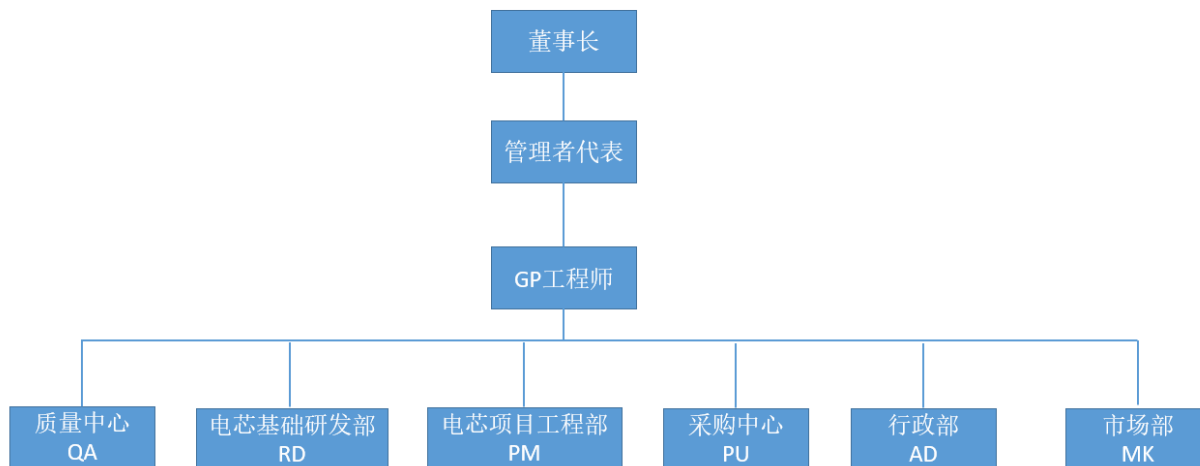 董事长
管理者代表
GP工程师
质量中心
QA
电芯基础研发部
RD
电芯项目工程部
PM
采购中心
PU
行政部
AD
市场部
MK